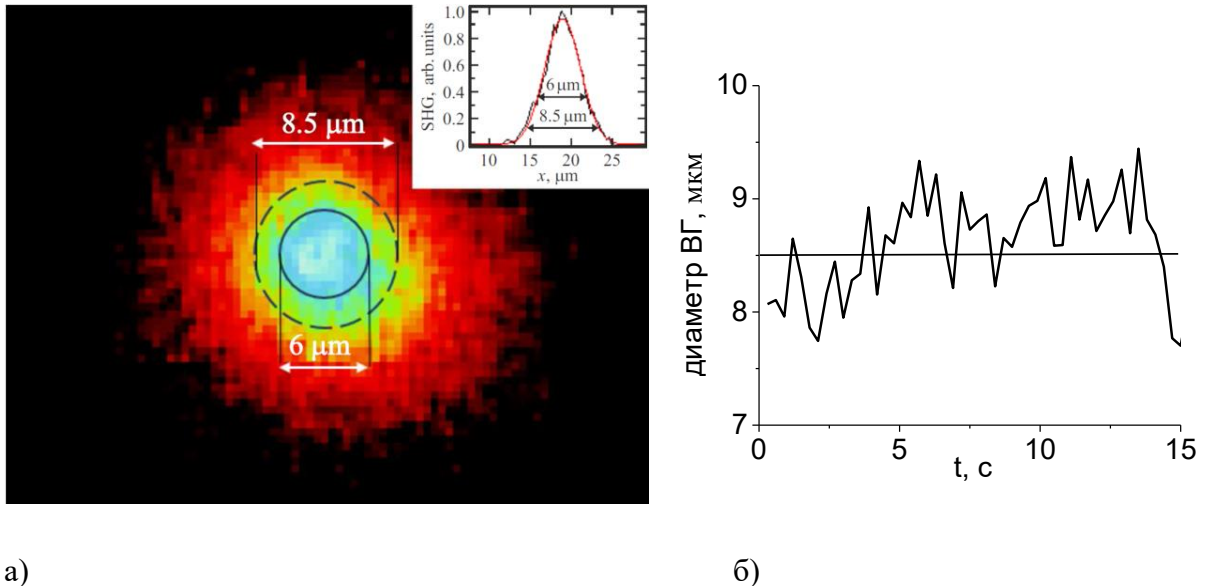 1.0
0.8
0.6
0.4
0.2
0
SHG, arb. units
6 μm
8.5 μm
10 15 20 25
x, μm
8.5 μm
6 μm
10
9
8
7
диаметр ВГ, мкм
0 5 10 15
t, с
а)
б)